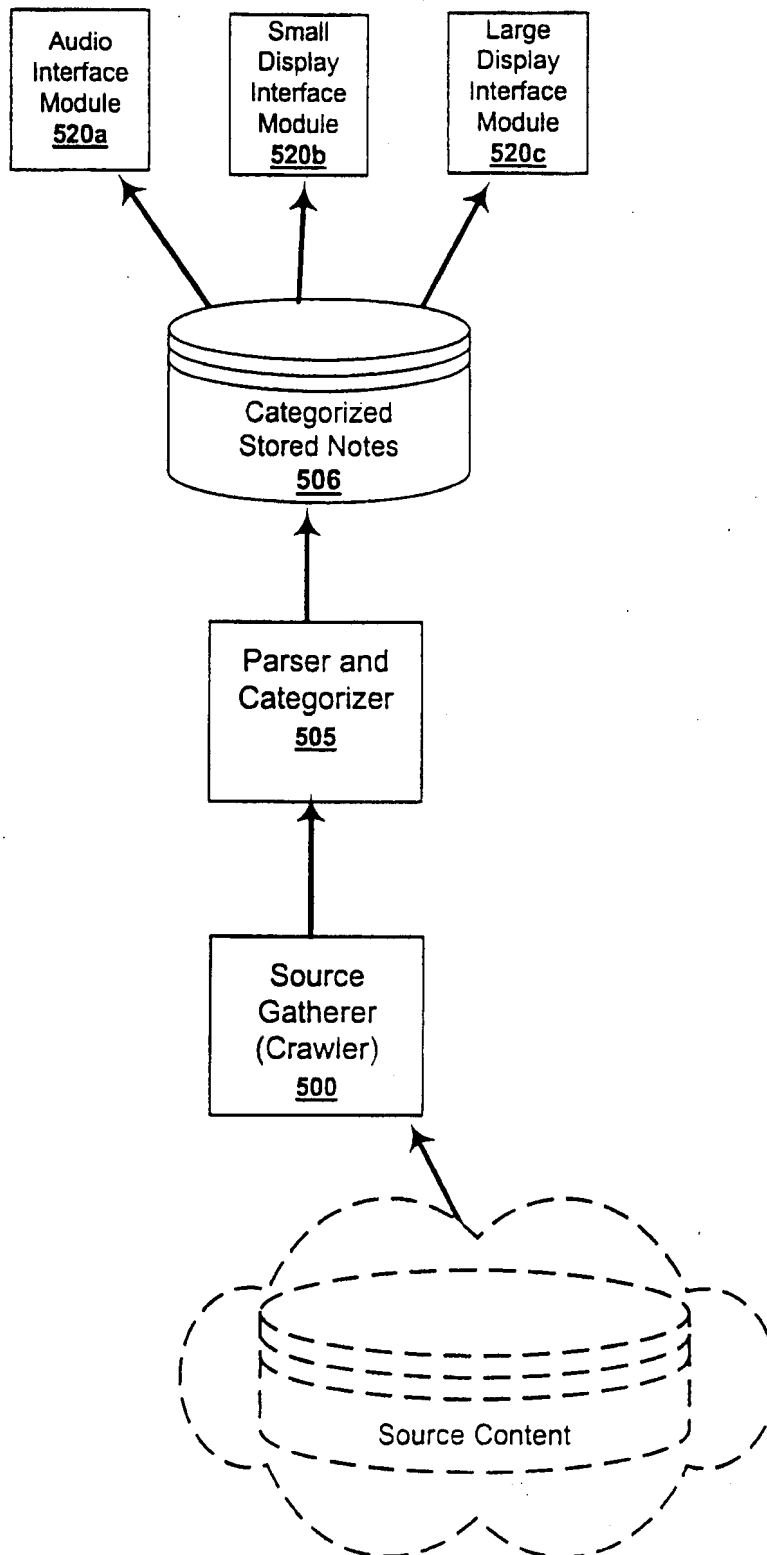 Audio
Interface
Module
520a
Small
Display
Interface
Module
520b
Large
Display
Interface
Module
520c
Categorized
Stored Notes
506
Parser and
Categorizer
505
Source
Gatherer
(Crawler)
500
Source Content